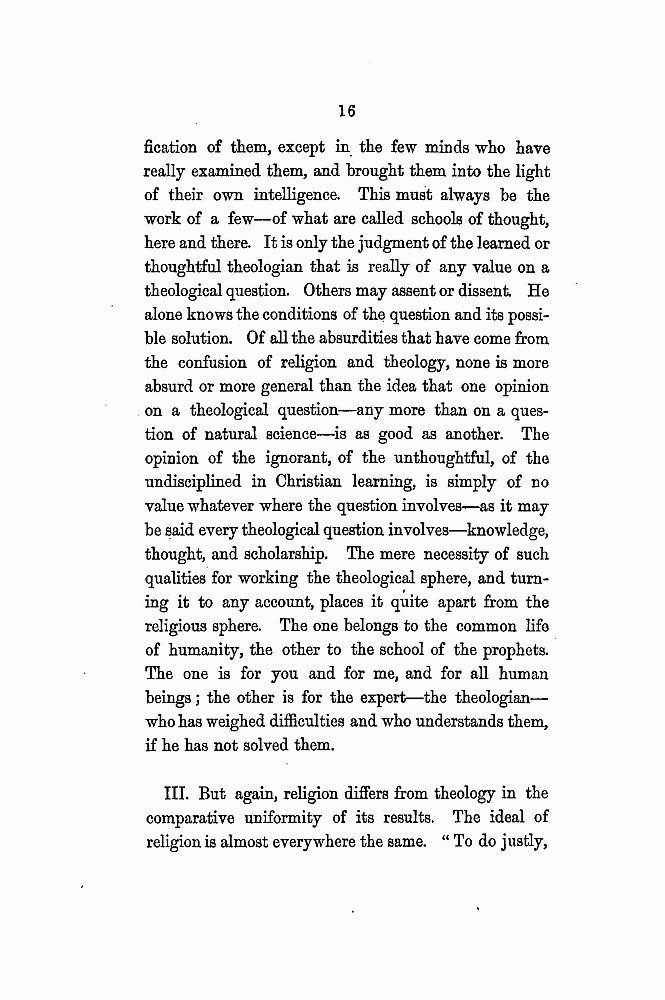 16
fication of them, except in the few minds who have
really examined them, and brought them into the light
of their own intelligence. This must always be the
work of a few—of what are called schools of thought,
here and there. It is only the judgment of the learned or
thoughtful theologian that is really of any value on a
theological question. Others may assent or dissent. He
alone knows the conditions of the question and its possi-
ble solution. Of all the absurdities that have come from
the confusion of religion and theology, none is more
absurd or more general than the idea that one opinion
on a theological question—any more than on a ques-
tion of natural science—is as good as another. The
opinion of the ignorant, of the unthoughtful, of the
undisciplined in Christian learning, is simply of no
value whatever where the question involves—as it may
be said every theological question involves—knowledge,
thought, and scholarship. The mere necessity of such
qualities for working the theological sphere, and turn-
ing it to any account, places it quite apart from the
religious sphere. The one belongs to the common life
of humanity, the other to the school of the prophets.
The one is for you and for me, and for all human
beings; the other is for the expert—the theologian—
who has weighed difficulties and who understands them,
if he has not solved them.
III. But again, religion differs from theology in the
comparative uniformity of its results. The ideal of
religion is almost everywhere the same. “To do justly,